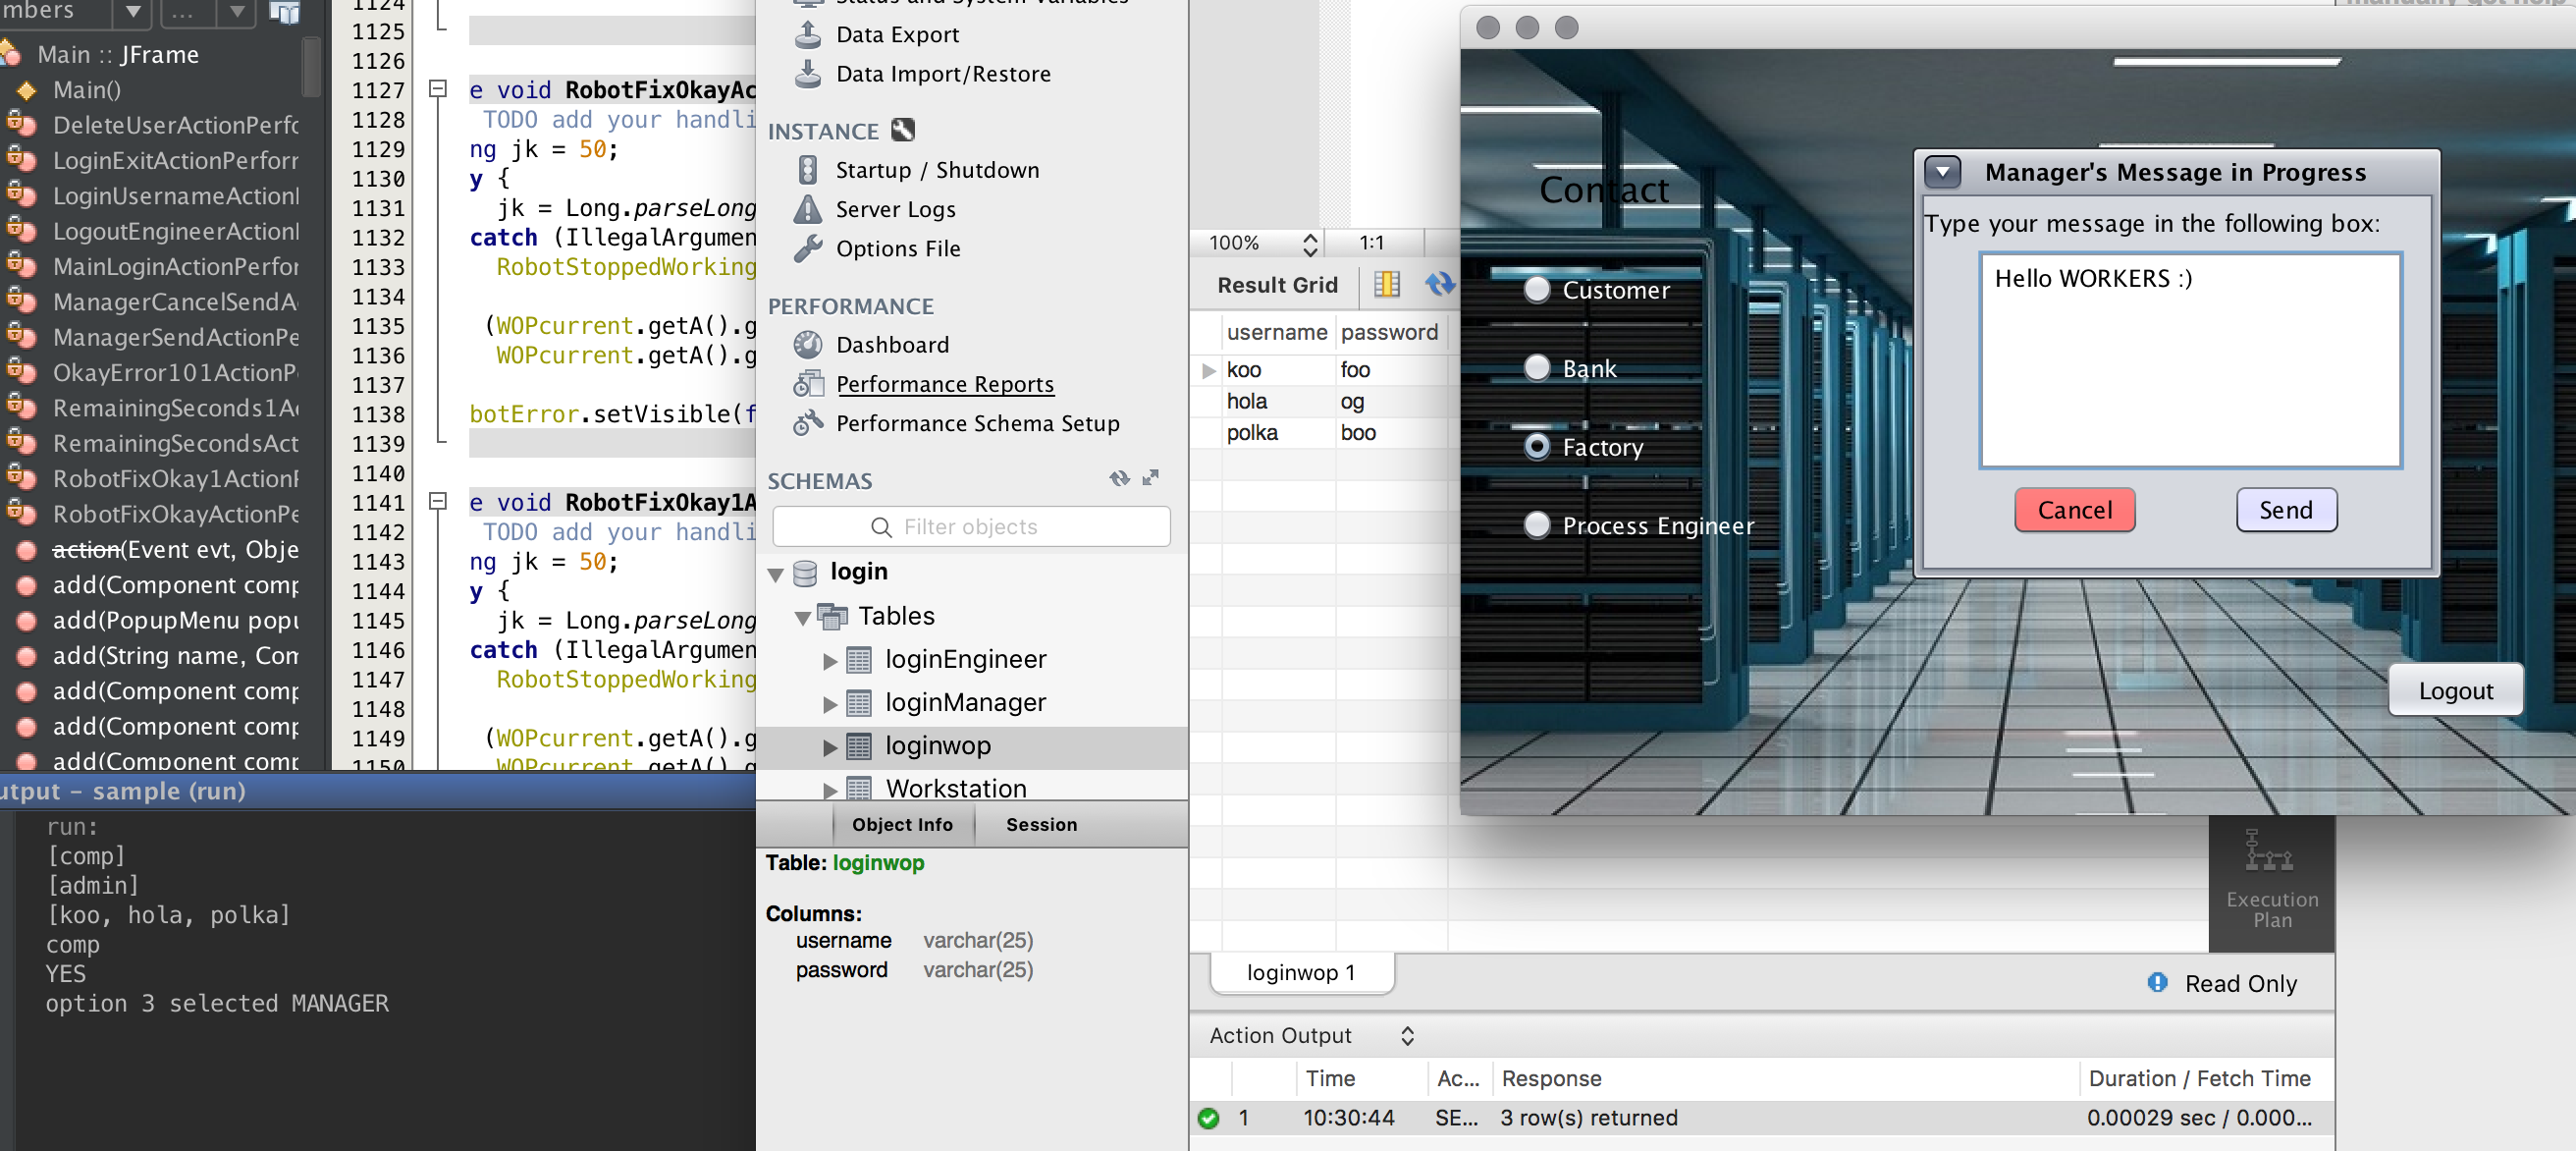 mbers
...
Main :: JFrame
Main()
DeleteUserActionPerfo
LoginExitActionPerforr
LoginUsernameActionI
LogoutEngineerActionI
MainLoginActionPerfor
ManagerCancelSendA
ManagerSendActionPe
OkayError101ActionP
RemainingSeconds1A
RemainingSecondsAct
RobotFixOkay1ActionI
RobotFixOkayActionPe
action(Event evt, Obje
add(Component comp
add(PopupMenu popu
add(String name, Com
add(Component comp
add(Component comp
add(Component comp
1124
1125
1126
1127 e void RobotFixOkayAc
1128 TODO add your handli
1129 ng jk = 50;
1130 y {
1131 jk = Long.parseLong
1132 catch (IllegalArgumen
1133 RobotStoppedWorking
1134
1135 (WOPcurrent.getA().g
1136 WOPcurrent.getA().g
1137
1138 botError.setVisible(f
1139
1140
1141 e void RobotFixOkay1A
1142 TODO add your handli
1143 ng jk = 50;
1144 y {
1145 jk = Long.parseLong
1146 catch (IllegalArgumen
1147 RobotStoppedWorking
1148
1149 (WOPcurrent.getA().g
1150 WOPcurrent.getA().g
utput - sample (run)
run:
[comp]
[admin]
[koo, hola, polka]
comp
YES
option 3 selected MANAGER
Status and System Variables
Data Export
Data Import/Restore
INSTANCE
Startup / Shutdown
Server Logs
Options File
PERFORMANCE
Dashboard
Performance Reports
Performance Schema Setup
SCHEMAS
Filter objects
login
Tables
loginEngineer
loginManager
loginwop
Workstation
Object Info Session
Table: loginwop
Columns:
username varchar(25)
password varchar(25)
100% 1:1
Result Grid
username password
koo foo
hola og
polka boo
Contact
Customer
Bank
Factory
Process Engineer
Manager's Message in Progress
Type your message in the following box:
Hello WORKERS :)
Cancel Send
Logout
Execution
Plan
loginwop 1
Read Only
Action Output
Time Ac... Response Duration / Fetch Time
1 10:30:44 SE... 3 row(s) returned 0.00029 sec / 0.000...